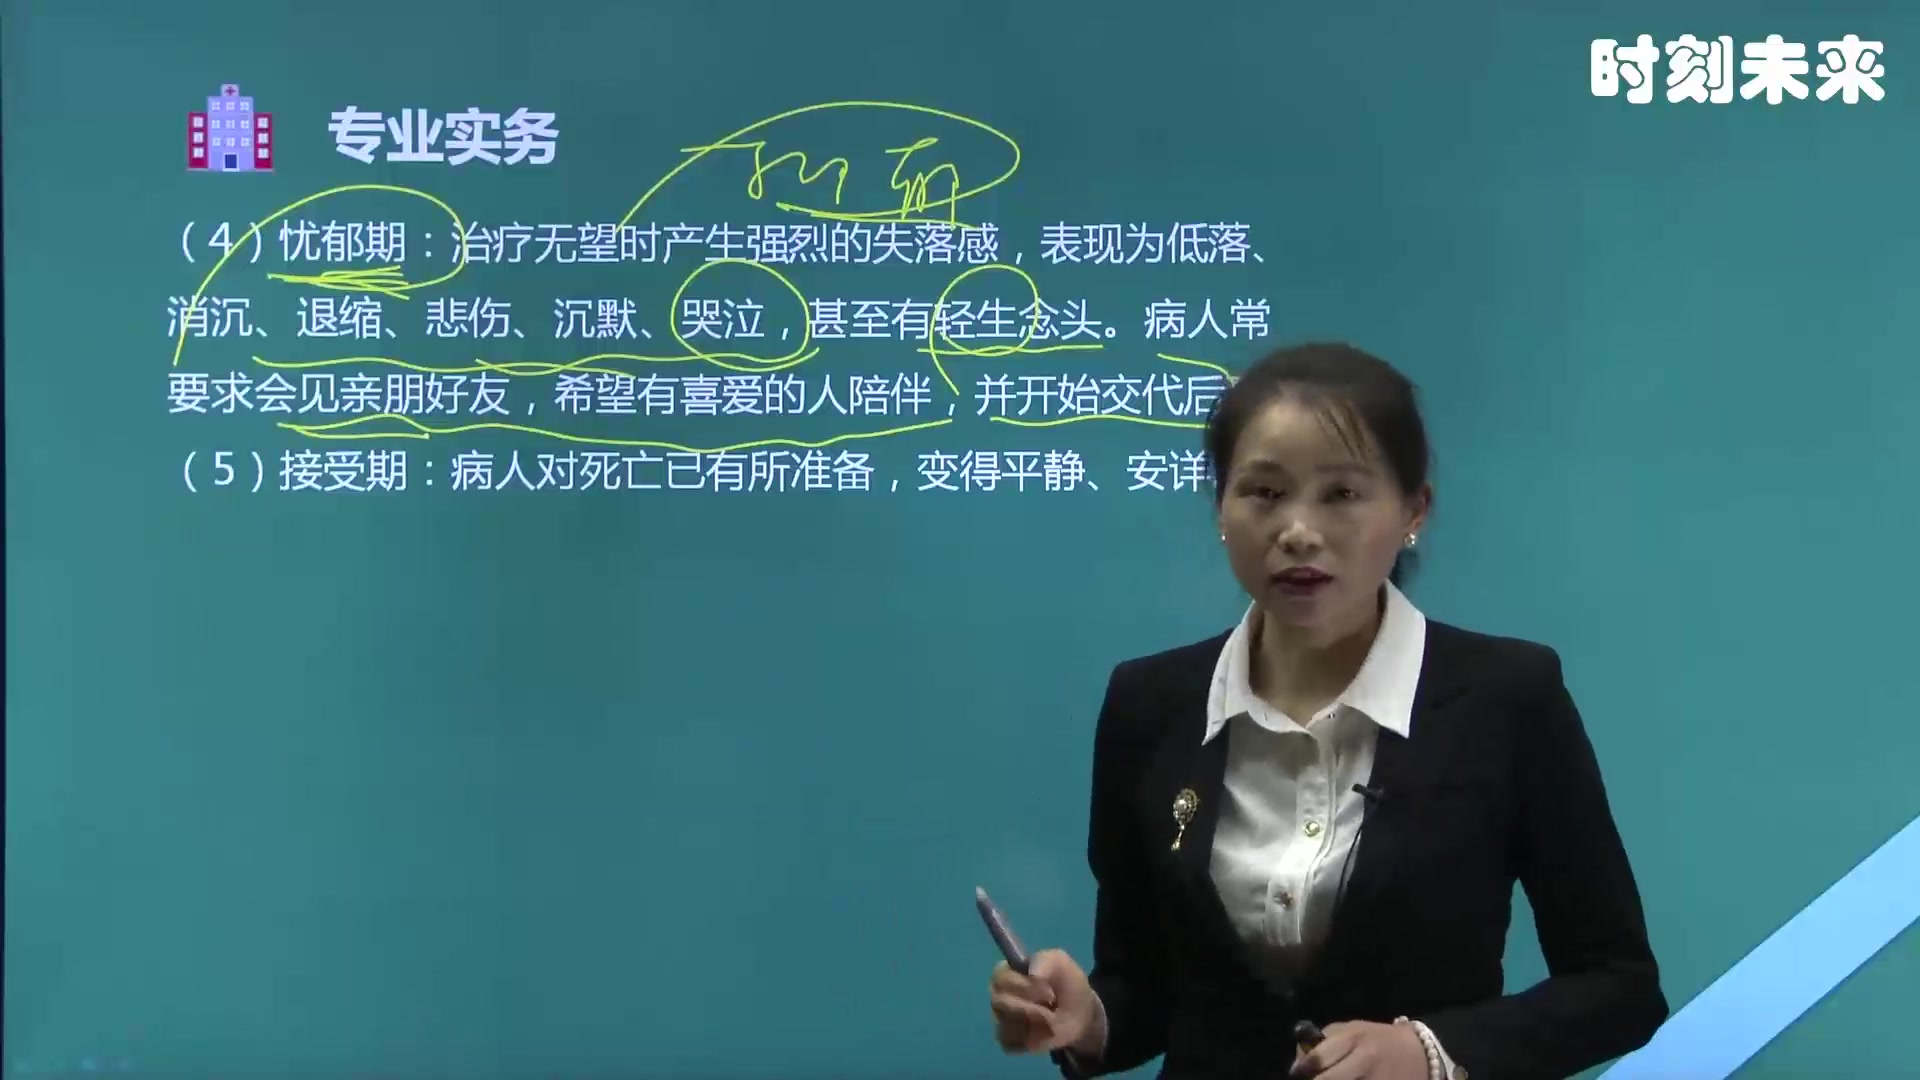 时刻未来
专业实务
（4）忧郁期：治疗无望时产生强烈的失落感，表现为低落、
消沉、退缩、悲伤、沉默、哭泣，甚至有轻生念头。病人常
要求会见亲朋好友，希望有喜爱的人陪伴，并开始交代后
（5）接受期：病人对死亡已有所准备，变得平静、安详